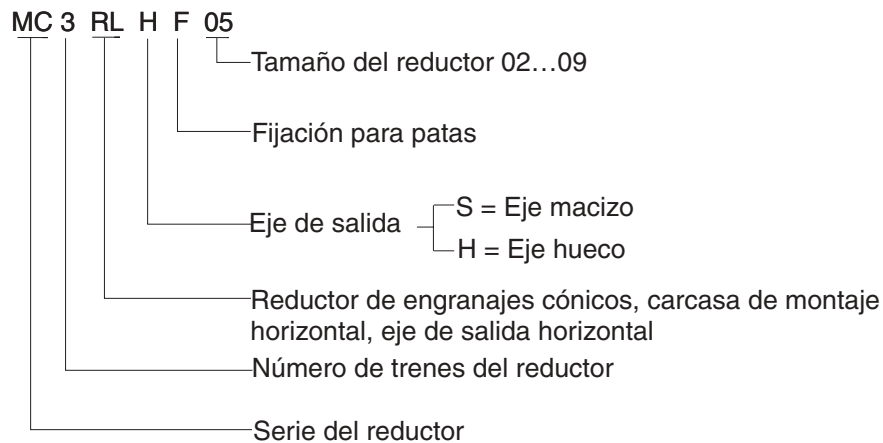 MC 3 RL H F 05
Tamaño del reductor 02...09
Fijación para patas
S = Eje macizo
Eje de salida
H = Eje hueco
Reductor de engranajes cónicos, carcasa de montaje
horizontal, eje de salida horizontal
Número de trenes del reductor
Serie del reductor